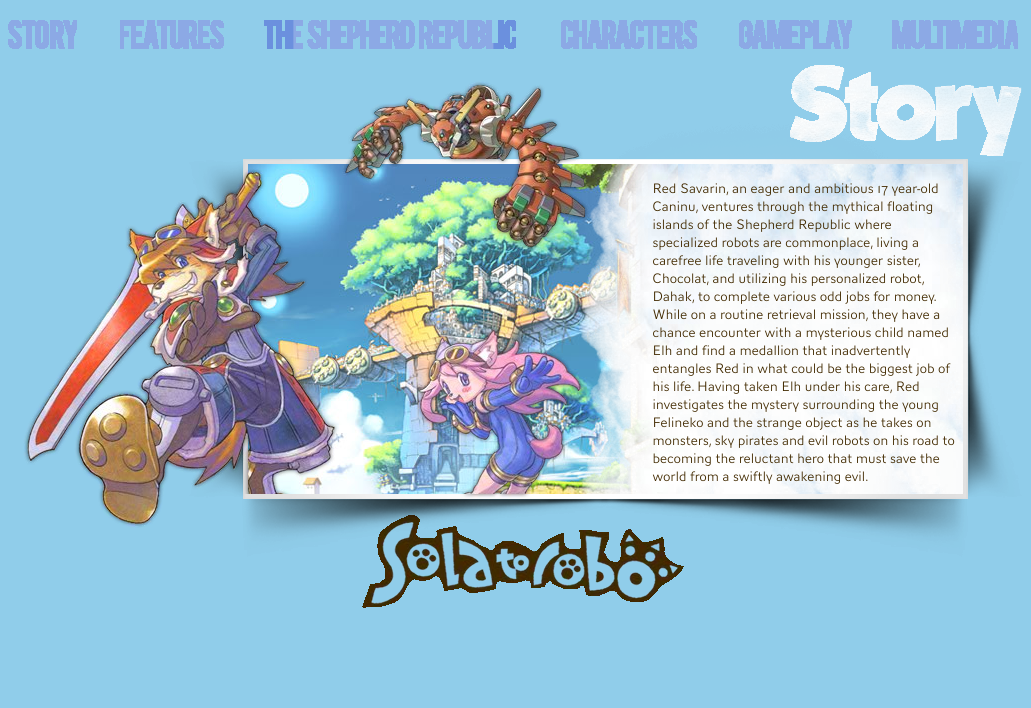 STORY FEATURES THE SHEPHERD REPUBLIC CHARACTERS GAMEPLAY MULTIMEDIA
Story
Red Savarin, an eager and ambitious 17 year-old
Caninu, ventures through the mythical floating
islands of the Shepherd Republic where
specialized robots are commonplace, living a
carefree life traveling with his younger sister,
Chocolat, and utilizing his personalized robot,
Dahak, to complete various odd jobs for money.
While on a routine retrieval mission, they have a
chance encounter with a mysterious child named
Elh and find a medallion that inadvertently
entangles Red in what could be the biggest job of
his life. Having taken Elh under his care, Red
investigates the mystery surrounding the young
Felineko and the strange object as he takes on
monsters, sky pirates and evil robots on his road to
becoming the reluctant hero that must save the
world from a swiftly awakening evil.
Solatorobo